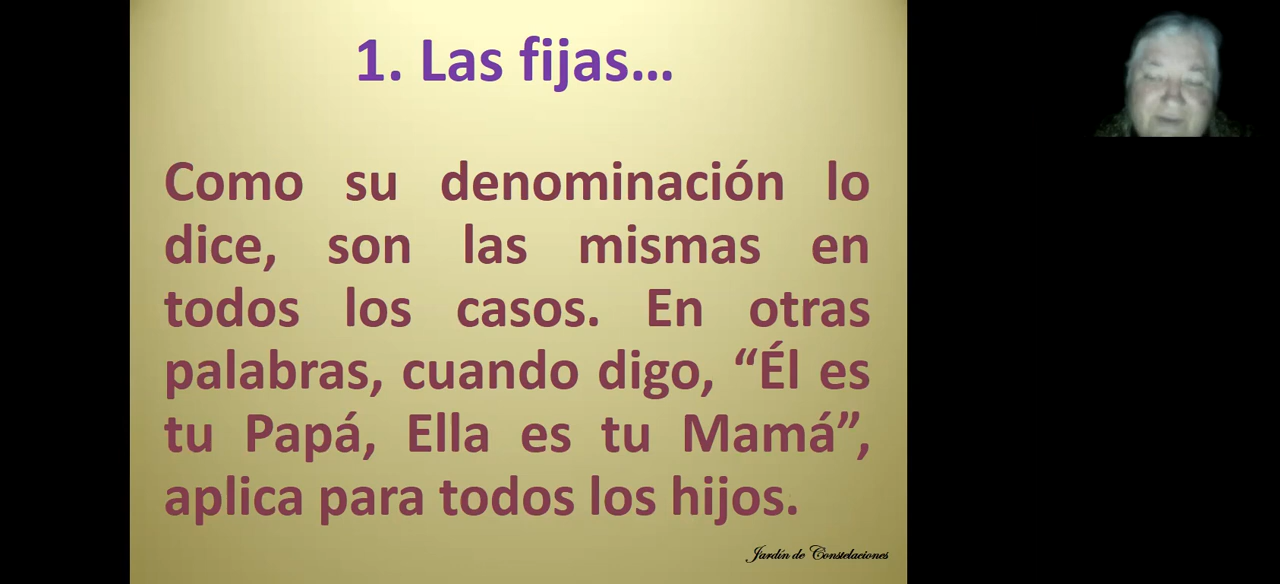 1. Las fijas...
Como su denominación lo
dice, son las mismas en
todos los casos. En otras
palabras, cuando digo, “Él es
tu Papá, Ella es tu Mamá”,
aplica para todos los hijos.
Jardín de Constelaciones